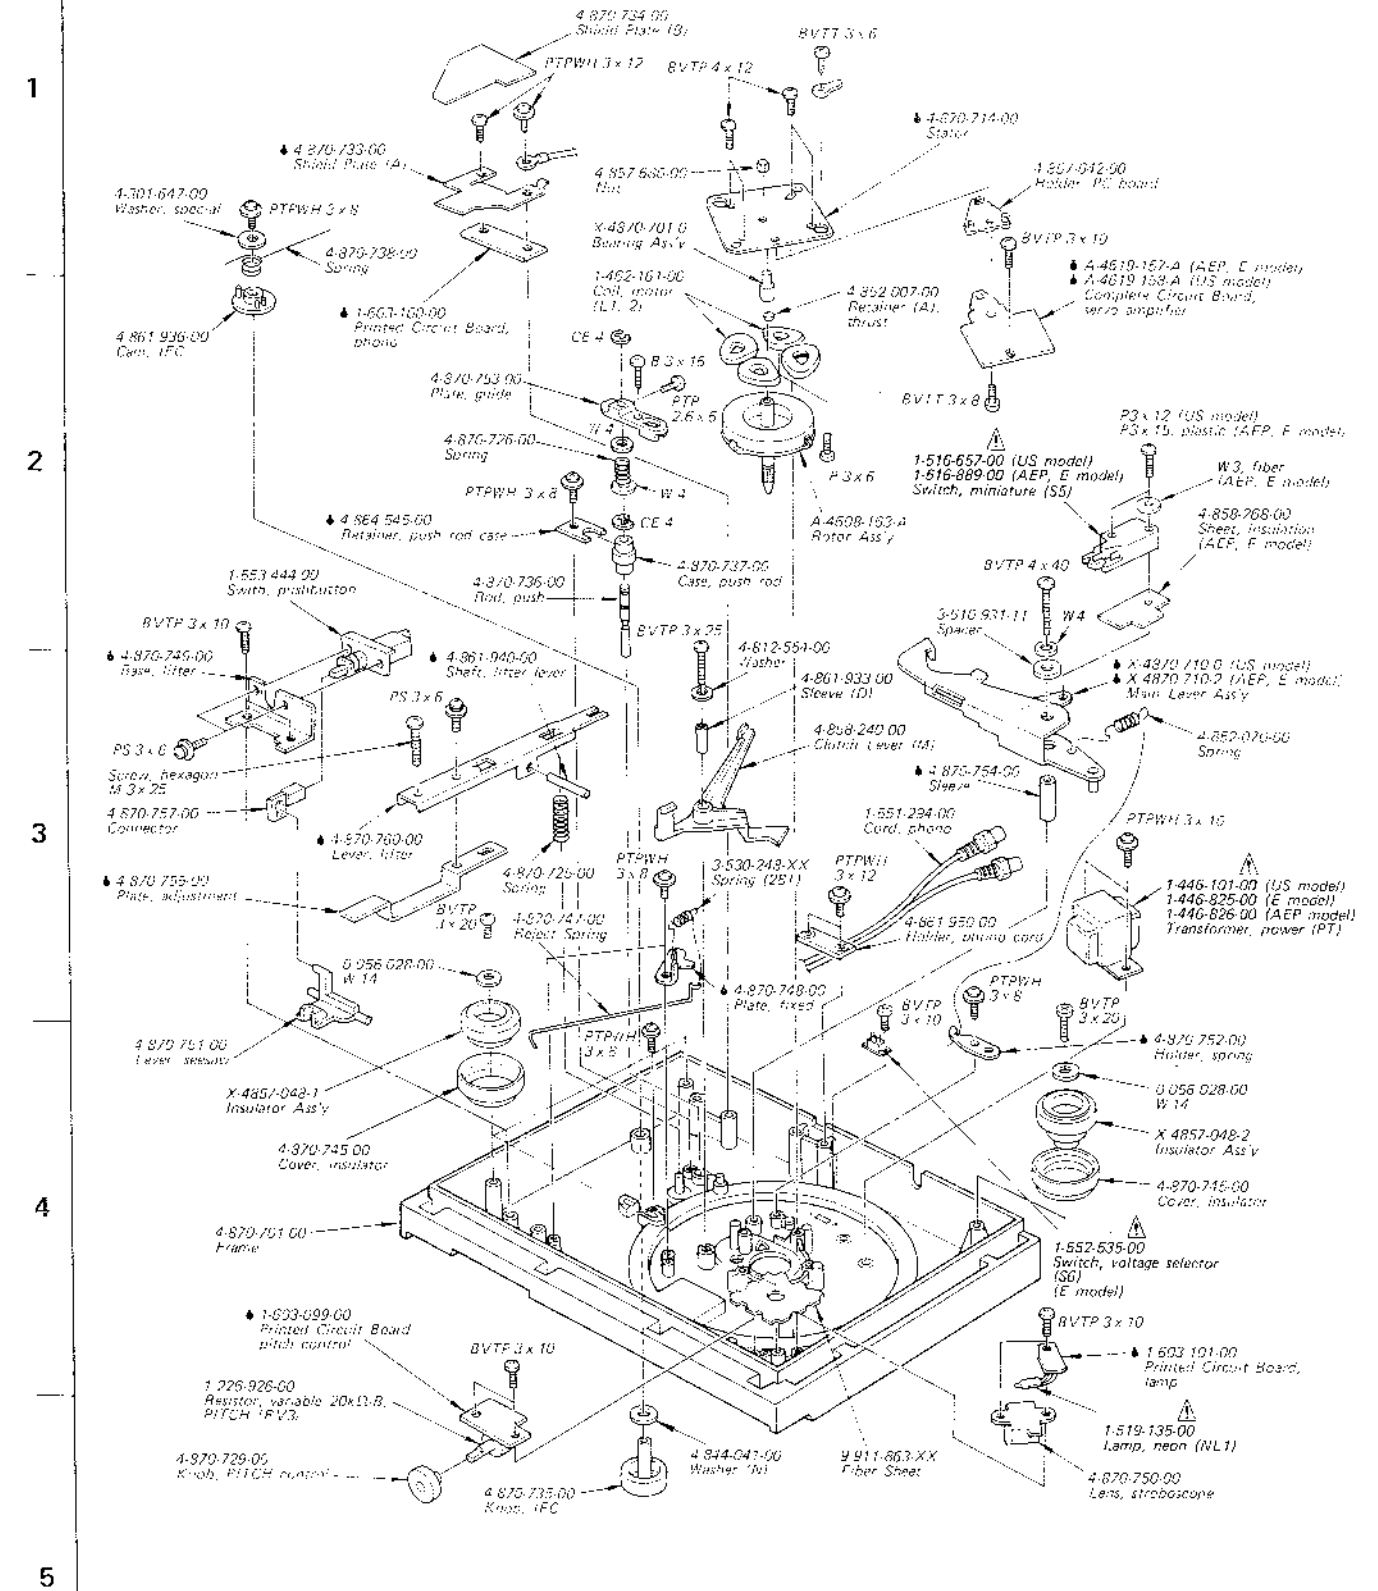 1
4-870-734-00
Shield Plate (B)
BVTT 3 x 6
PTPWH 3 x 12
BVTP 4 x 12
4-870-714-00
Stator
4-870-733-00
Shield Plate (A)
Nut
Holder, PC board
4-301-647-00
Washer, special
PTPWH 3 x 8
4-870-738-00
Spring
X-4870-701-0
Bearing Ass'y
BVTP 3 x 10
1-452-161-00
Coil, motor
(L1, 2)
A-4619-157-A (AEP, E model)
A-4619-158-A (US model)
Complete Circuit Board,
servo amplifier
4-852-007-00
Retainer (A),
thrust
1-603-100-00
Printed Circuit Board,
phono
4-861-936-00
Cam, IFC
CE 4
B 3 x 16
4-870-753-00
Plate, guide
PTP
2.6 x 5
BVTT 3 x 8
P3 x 12 (US model)
P3 x 15, plastic (AEP, E model)
2
W 4
4-870-726-00
Spring
1-516-657-00 (US model)
1-516-889-00 (AEP, E model)
Switch, miniature (S5)
W 3, fiber
(AEP, E model)
PTPWH 3 x 8
W 4
P 3 x 6
4-864-545-00
Retainer, push rod case
CE 4
A-4608-163-A
Rotor Ass'y
4-858-768-00
Sheet, insulation
(AEP, E model)
4-870-737-00
Case, push rod
BVTP 4 x 40
1-553-444-00
Swith, pushbutton
4-870-736-00
Rod, push
3-510-931-11
Spacer
W 4
BVTP 3 x 10
BVTP 3 x 25
4-812-554-00
Washer
4-870-749-00
Base, lifter
4-861-940-00
Shaft, lifter lever
X-4870-710-0 (US model)
X-4870-710-2 (AEP, E model)
Main Lever Ass'y
4-861-933-00
Sleeve (D)
PS 3 x 6
4-858-240-00
Clutch Lever (M)
4-852-070-00
Spring
PS 3 x 6
Screw, hexagon
M 3 x 25
4-870-754-00
Sleeve
4-870-757-00
Connector
3
1-551-294-00
Cord, phono
PTPWH 3 x 10
4-870-760-00
Lever, lifter
PTPWH
3 x 8
3-530-248-XX
Spring (281)
PTPWH
3 x 12
4-870-725-00
Spring
1-446-101-00 (US model)
1-446-825-00 (E model)
1-446-826-00 (AEP model)
Transformer, power (PT)
4-870-755-00
Plate, adjustment
BVTP
3 x 20
4-870-747-00
Reject Spring
4-861-950-00
Holder, phono cord
0-056-028-00
W 14
4-870-748-00
Plate, fixed
PTPWH
3 x 8
BVTP
3 x 10
BVTP
3 x 20
4-870-751-00
Lever seesaw
PTPWH
3 x 8
4-870-752-00
Holder, spring
X-4857-048-1
Insulator Ass'y
0-056-028-00
W 14
X-4857-048-2
Insulator Ass'y
4-870-745-00
Cover, insulator
4-870-746-00
Cover, insulator
4
4-870-701-00
Frame
1-552-535-00
Switch, voltage selector
(S6)
(E model)
1-603-099-00
Printed Circuit Board
pitch control
BVTP 3 x 10
BVTP 3 x 10
1-603-101-00
Printed Circuit Board,
lamp
1-226-926-00
Resistor, variable 20kΩ-B,
PITCH (RV3)
1-519-135-00
Lamp, neon (NL1)
4-870-729-00
Knob, PITCH control
4-844-041-00
Washer (N)
9-911-863-XX
Fiber Sheet
4-870-735-00
Knob, IFC
4-870-750-00
Lens, stroboscope
5